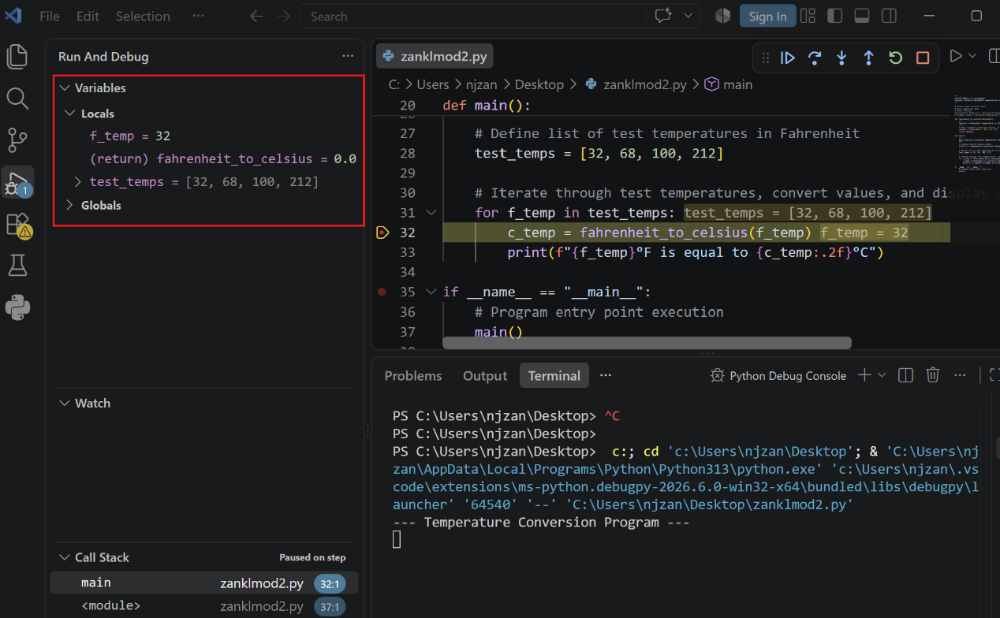 File Edit Selection ··· Search Sign In
Run And Debug ···
Variables
Locals
f_temp = 32
(return) fahrenheit_to_celsius = 0.0
test_temps = [32, 68, 100, 212]
Globals
Watch
Call Stack Paused on step
main zanklmod2.py 32:1
<module> zanklmod2.py 37:1
1
zanklmod2.py
C: > Users > njzan > Desktop > zanklmod2.py > main
20 def main():
27 # Define list of test temperatures in Fahrenheit
28 test_temps = [32, 68, 100, 212]
29
30 # Iterate through test temperatures, convert values, and display
31 for f_temp in test_temps: test_temps = [32, 68, 100, 212]
32 c_temp = fahrenheit_to_celsius(f_temp) f_temp = 32
33 print(f"{f_temp}°F is equal to {c_temp:.2f}°C")
34
35 if __name__ == "__main__":
36 # Program entry point execution
37 main()
Problems Output Terminal ··· Python Debug Console ···
PS C:\Users\njzan\Desktop> ^C
PS C:\Users\njzan\Desktop>
PS C:\Users\njzan\Desktop>  c:; cd 'c:\Users\njzan\Desktop'; & 'C:\Users\nj
zan\AppData\Local\Programs\Python\Python313\python.exe' 'c:\Users\njzan\.vs
code\extensions\ms-python.debugpy-2026.6.0-win32-x64\bundled\libs\debugpy\l
auncher' '64540' '--' 'C:\Users\njzan\Desktop\zanklmod2.py'
--- Temperature Conversion Program ---